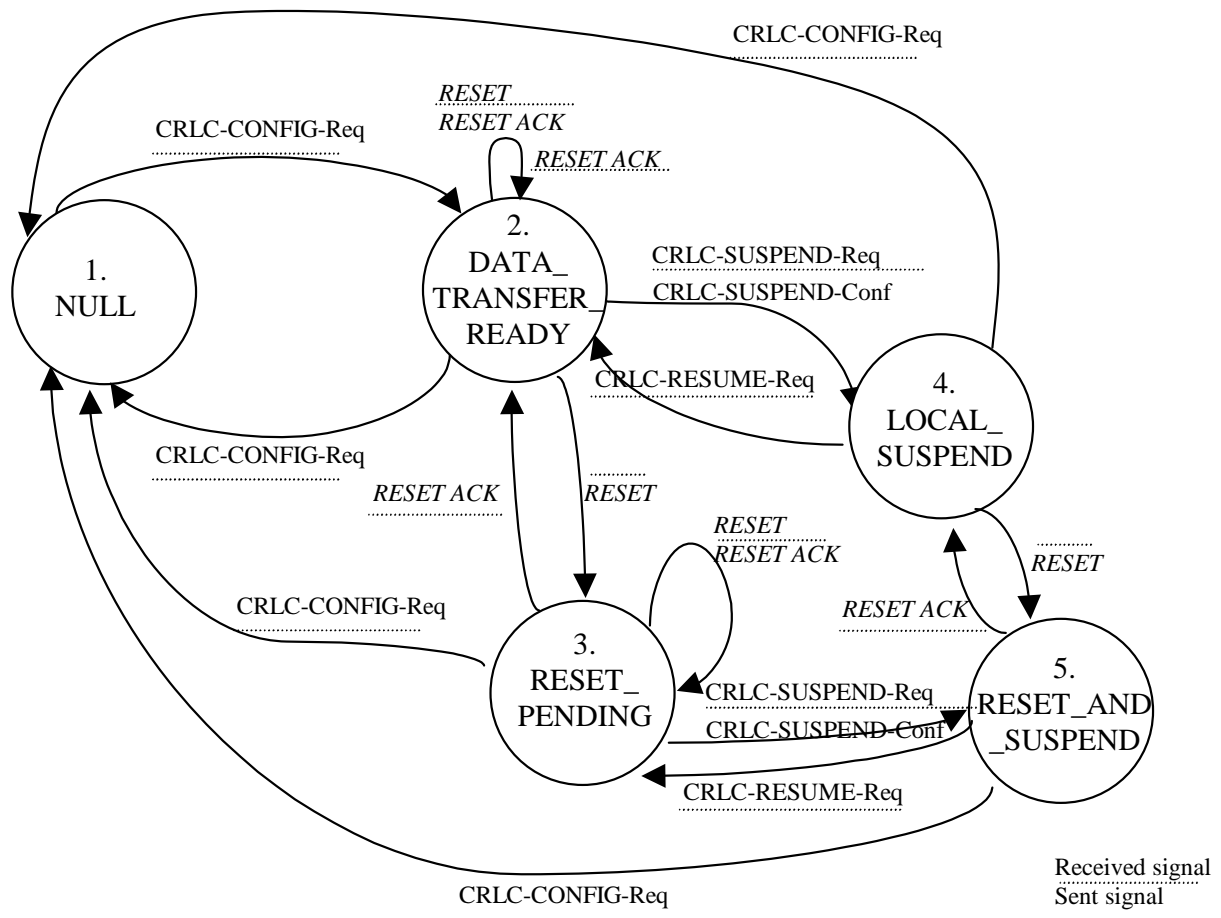 CRLC-CONFIG-Req
RESET
RESET ACK
CRLC-CONFIG-Req
RESET ACK
1.
NULL
2.
DATA_
TRANSFER_
READY
CRLC-SUSPEND-Req
CRLC-SUSPEND-Conf
CRLC-RESUME-Req
4.
LOCAL_
SUSPEND
CRLC-CONFIG-Req
RESET ACK
RESET
RESET
RESET ACK
RESET
CRLC-CONFIG-Req
RESET ACK
3.
RESET_
PENDING
CRLC-SUSPEND-Req
CRLC-SUSPEND-Conf
CRLC-RESUME-Req
5.
RESET_AND
_SUSPEND
CRLC-CONFIG-Req
Received signal
Sent signal